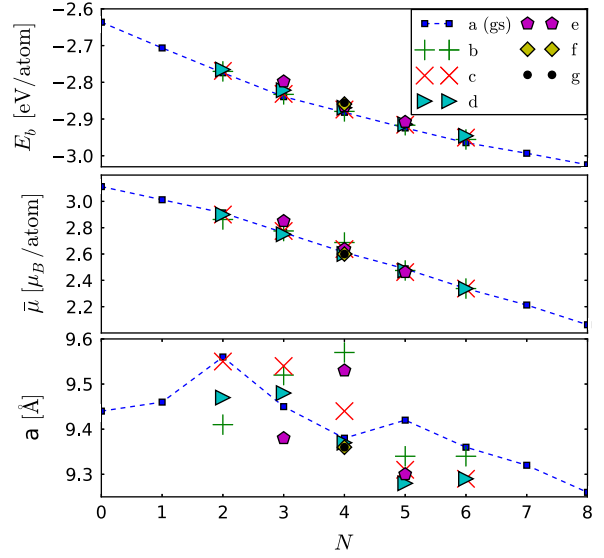 −2.6
−2.7
−2.8
−2.9
−3.0
E_b [eV/atom]
a (gs)
b
c
d
e
f
g
3.2
3.0
2.8
2.6
2.4
2.2
μ̄ [μ_B/atom]
9.6
9.5
9.4
9.3
a [Å]
0 1 2 3 4 5 6 7 8
N